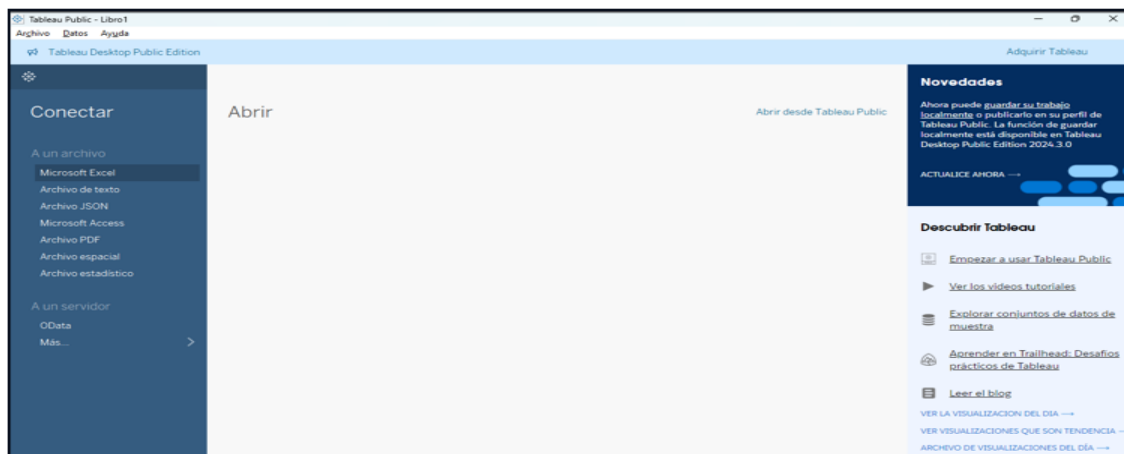 Tableau Public - Libro1
Archivo Datos Ayuda
Tableau Desktop Public Edition
Adquirir Tableau
Conectar
A un archivo
Microsoft Excel
Archivo de texto
Archivo JSON
Microsoft Access
Archivo PDF
Archivo espacial
Archivo estadístico
A un servidor
OData
Más...
Abrir
Abrir desde Tableau Public
Novedades
Ahora puede guardar su trabajo
localmente o publicarlo en su perfil de
Tableau Public. La función de guardar
localmente está disponible en Tableau
Desktop Public Edition 2024.3.0
ACTUALICE AHORA →
Descubrir Tableau
Empezar a usar Tableau Public
Ver los vídeos tutoriales
Explorar conjuntos de datos de
muestra
Aprender en Trailhead: Desafíos
prácticos de Tableau
Leer el blog
VER LA VISUALIZACION DEL DIA →
VER VISUALIZACIONES QUE SON TENDENCIA
ARCHIVO DE VISUALIZACIONES DEL DÍA →